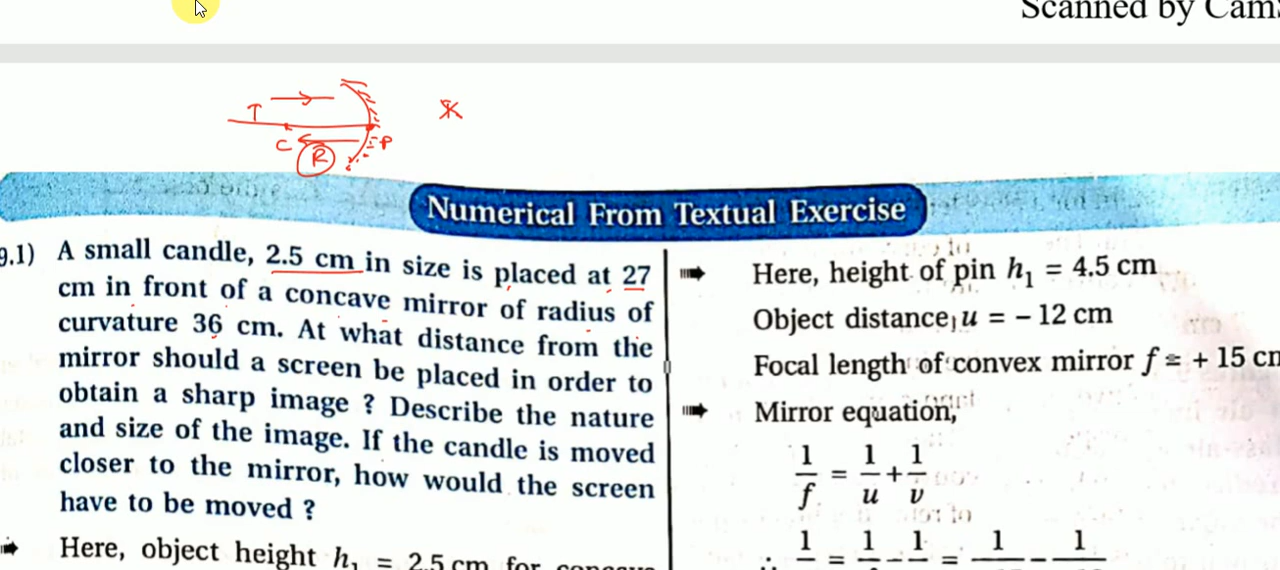 Scanned by Cam
T
C
R
P
Numerical From Textual Exercise
9.1) A small candle, 2.5 cm in size is placed at 27
cm in front of a concave mirror of radius of
curvature 36 cm. At what distance from the
mirror should a screen be placed in order to
obtain a sharp image ? Describe the nature
and size of the image. If the candle is moved
closer to the mirror, how would the screen
have to be moved ?
Here, object height h₁ = 2.5 cm for
Here, height of pin h₁ = 4.5 cm
Object distance, u = – 12 cm
Focal length of convex mirror f = + 15 cm
Mirror equation,
1/f = 1/u + 1/v